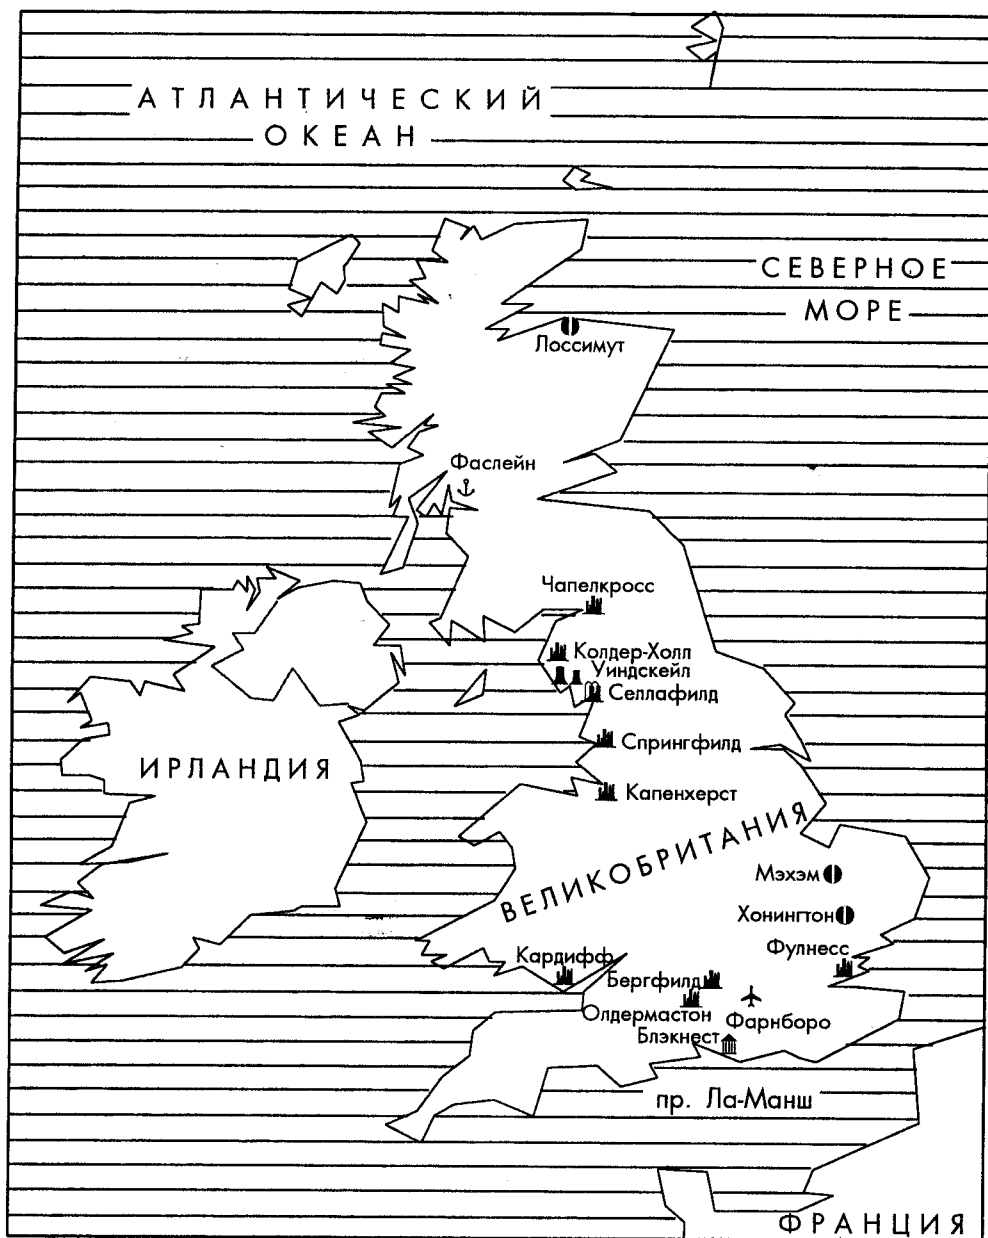 АТЛАНТИЧЕСКИЙ
ОКЕАН
СЕВЕРНОЕ
МОРЕ
Лоссимут
Фаслейн
Чапелкросс
Колдер-Холл
Уиндскейл
Селлафилд
Спрингфилд
ИРЛАНДИЯ
Капенхерст
ВЕЛИКОБРИТАНИЯ
Мэхэм
Хонингтон
Фулнесс
Кардифф
Бергфилд
Олдермастон
Фарнборо
Блэкнест
пр. Ла-Манш
ФРАНЦИЯ